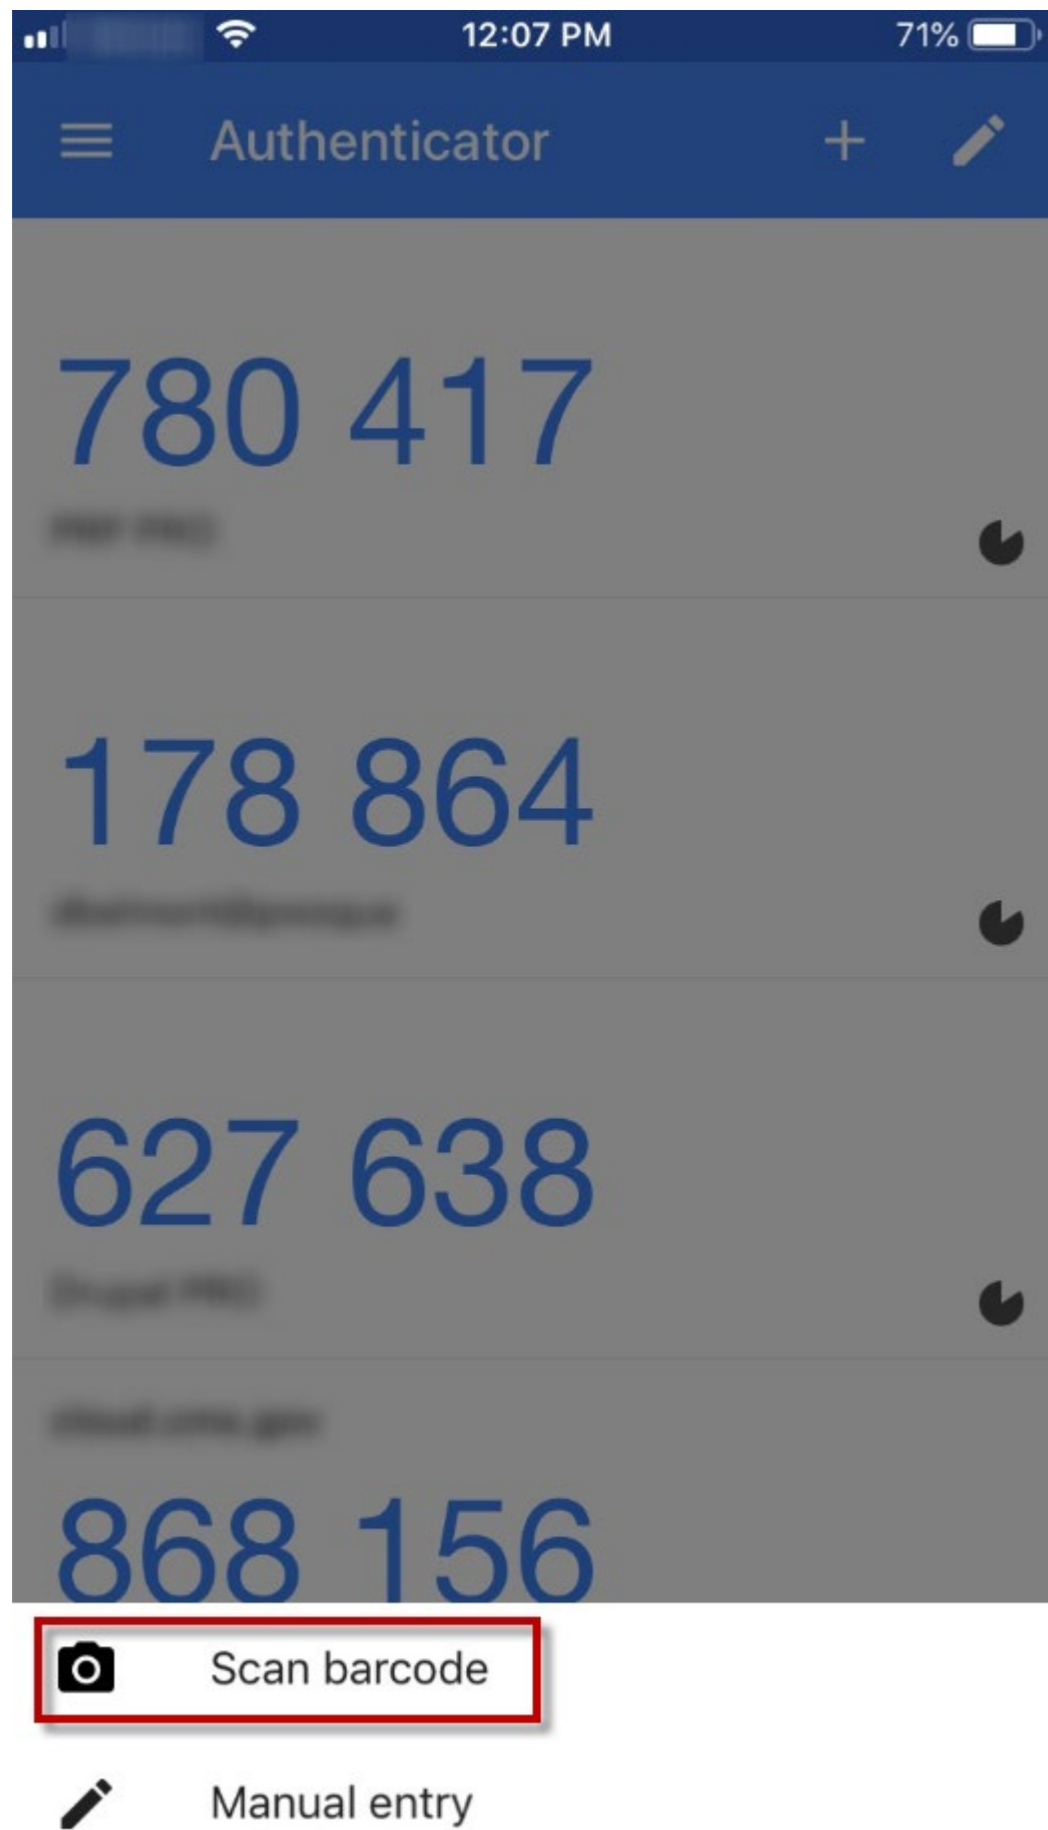 12:07 PM 71%
Authenticator
780 417
178 864
627 638
868 156
Scan barcode
Manual entry